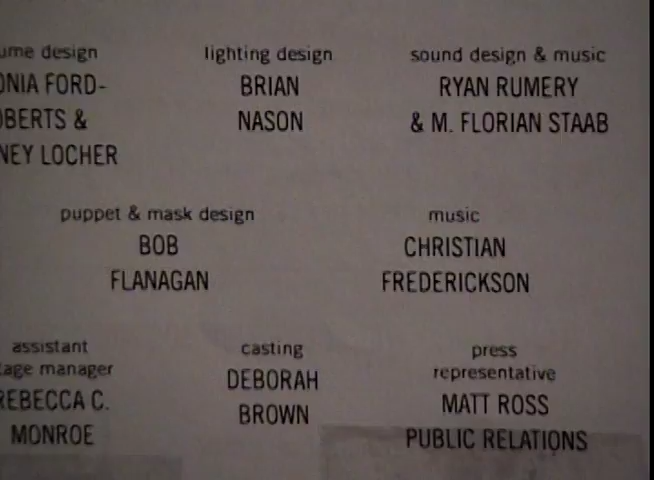 lighting design
sound design & music
BRIAN
RYAN RUMERY
NASON
& M. FLORIAN STAAB
ume design
ONIA FORD-
OBERTS &
NEY LOCHER
puppet & mask design
BOB
FLANAGAN
music
CHRISTIAN
FREDERICKSON
assistant
tage manager
REBECCA C.
MONROE
casting
DEBORAH
BROWN
press
representative
MATT ROSS
PUBLIC RELATIONS